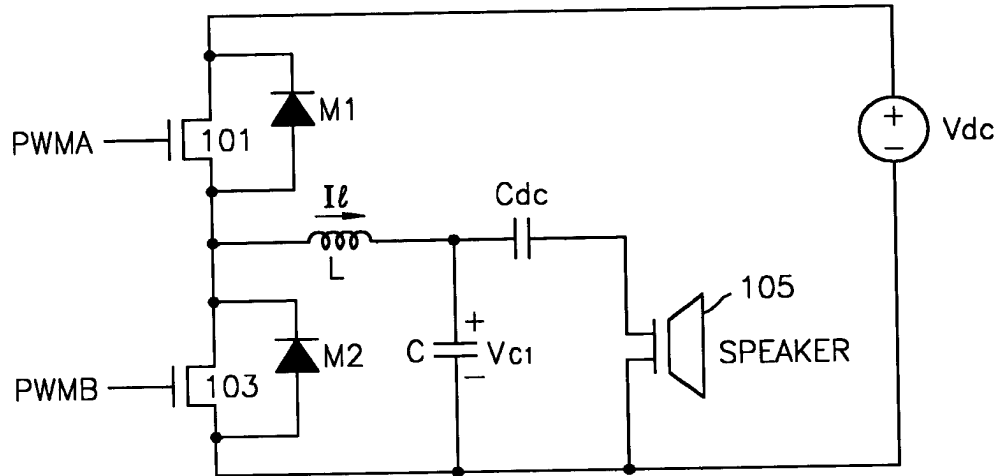 PWMA
101
M1
+
−
Vdc
Iℓ
L
Cdc
+
C
VC1
−
105
SPEAKER
PWMB
103
M2